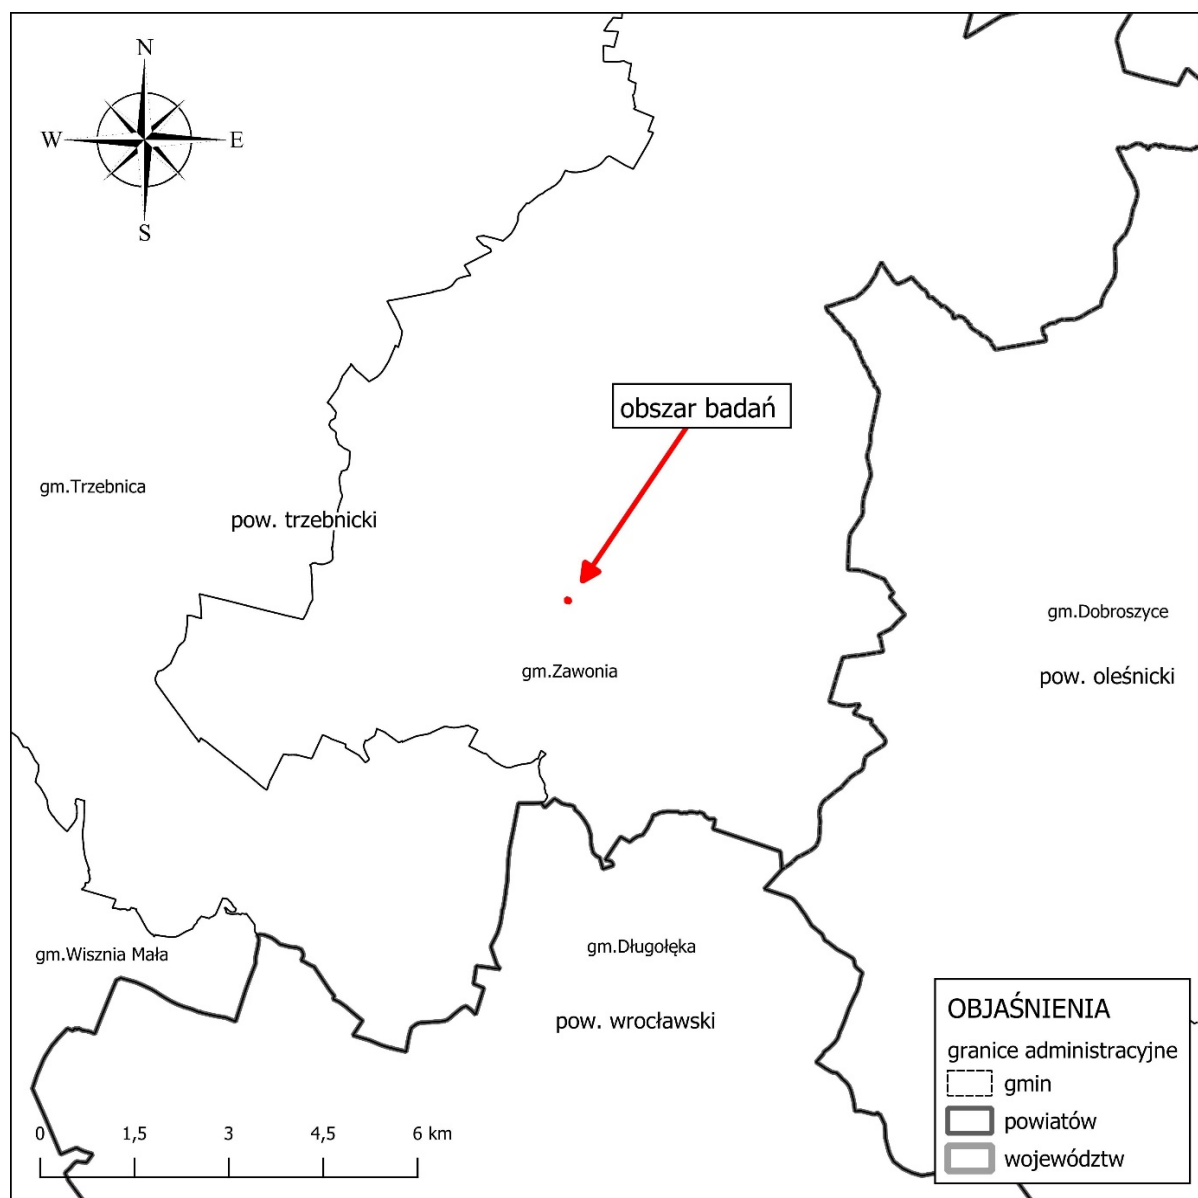 N
W
E
S
obszar badań
gm.Trzebnica
pow. trzebnicki
gm.Dobroszyce
gm.Zawonia
pow. oleśnicki
gm.Wisznia Mała
gm.Długołęka
pow. wrocławski
OBJAŚNIENIA
granice administracyjne
gmin
powiatów
województw
0 1,5 3 4,5 6 km